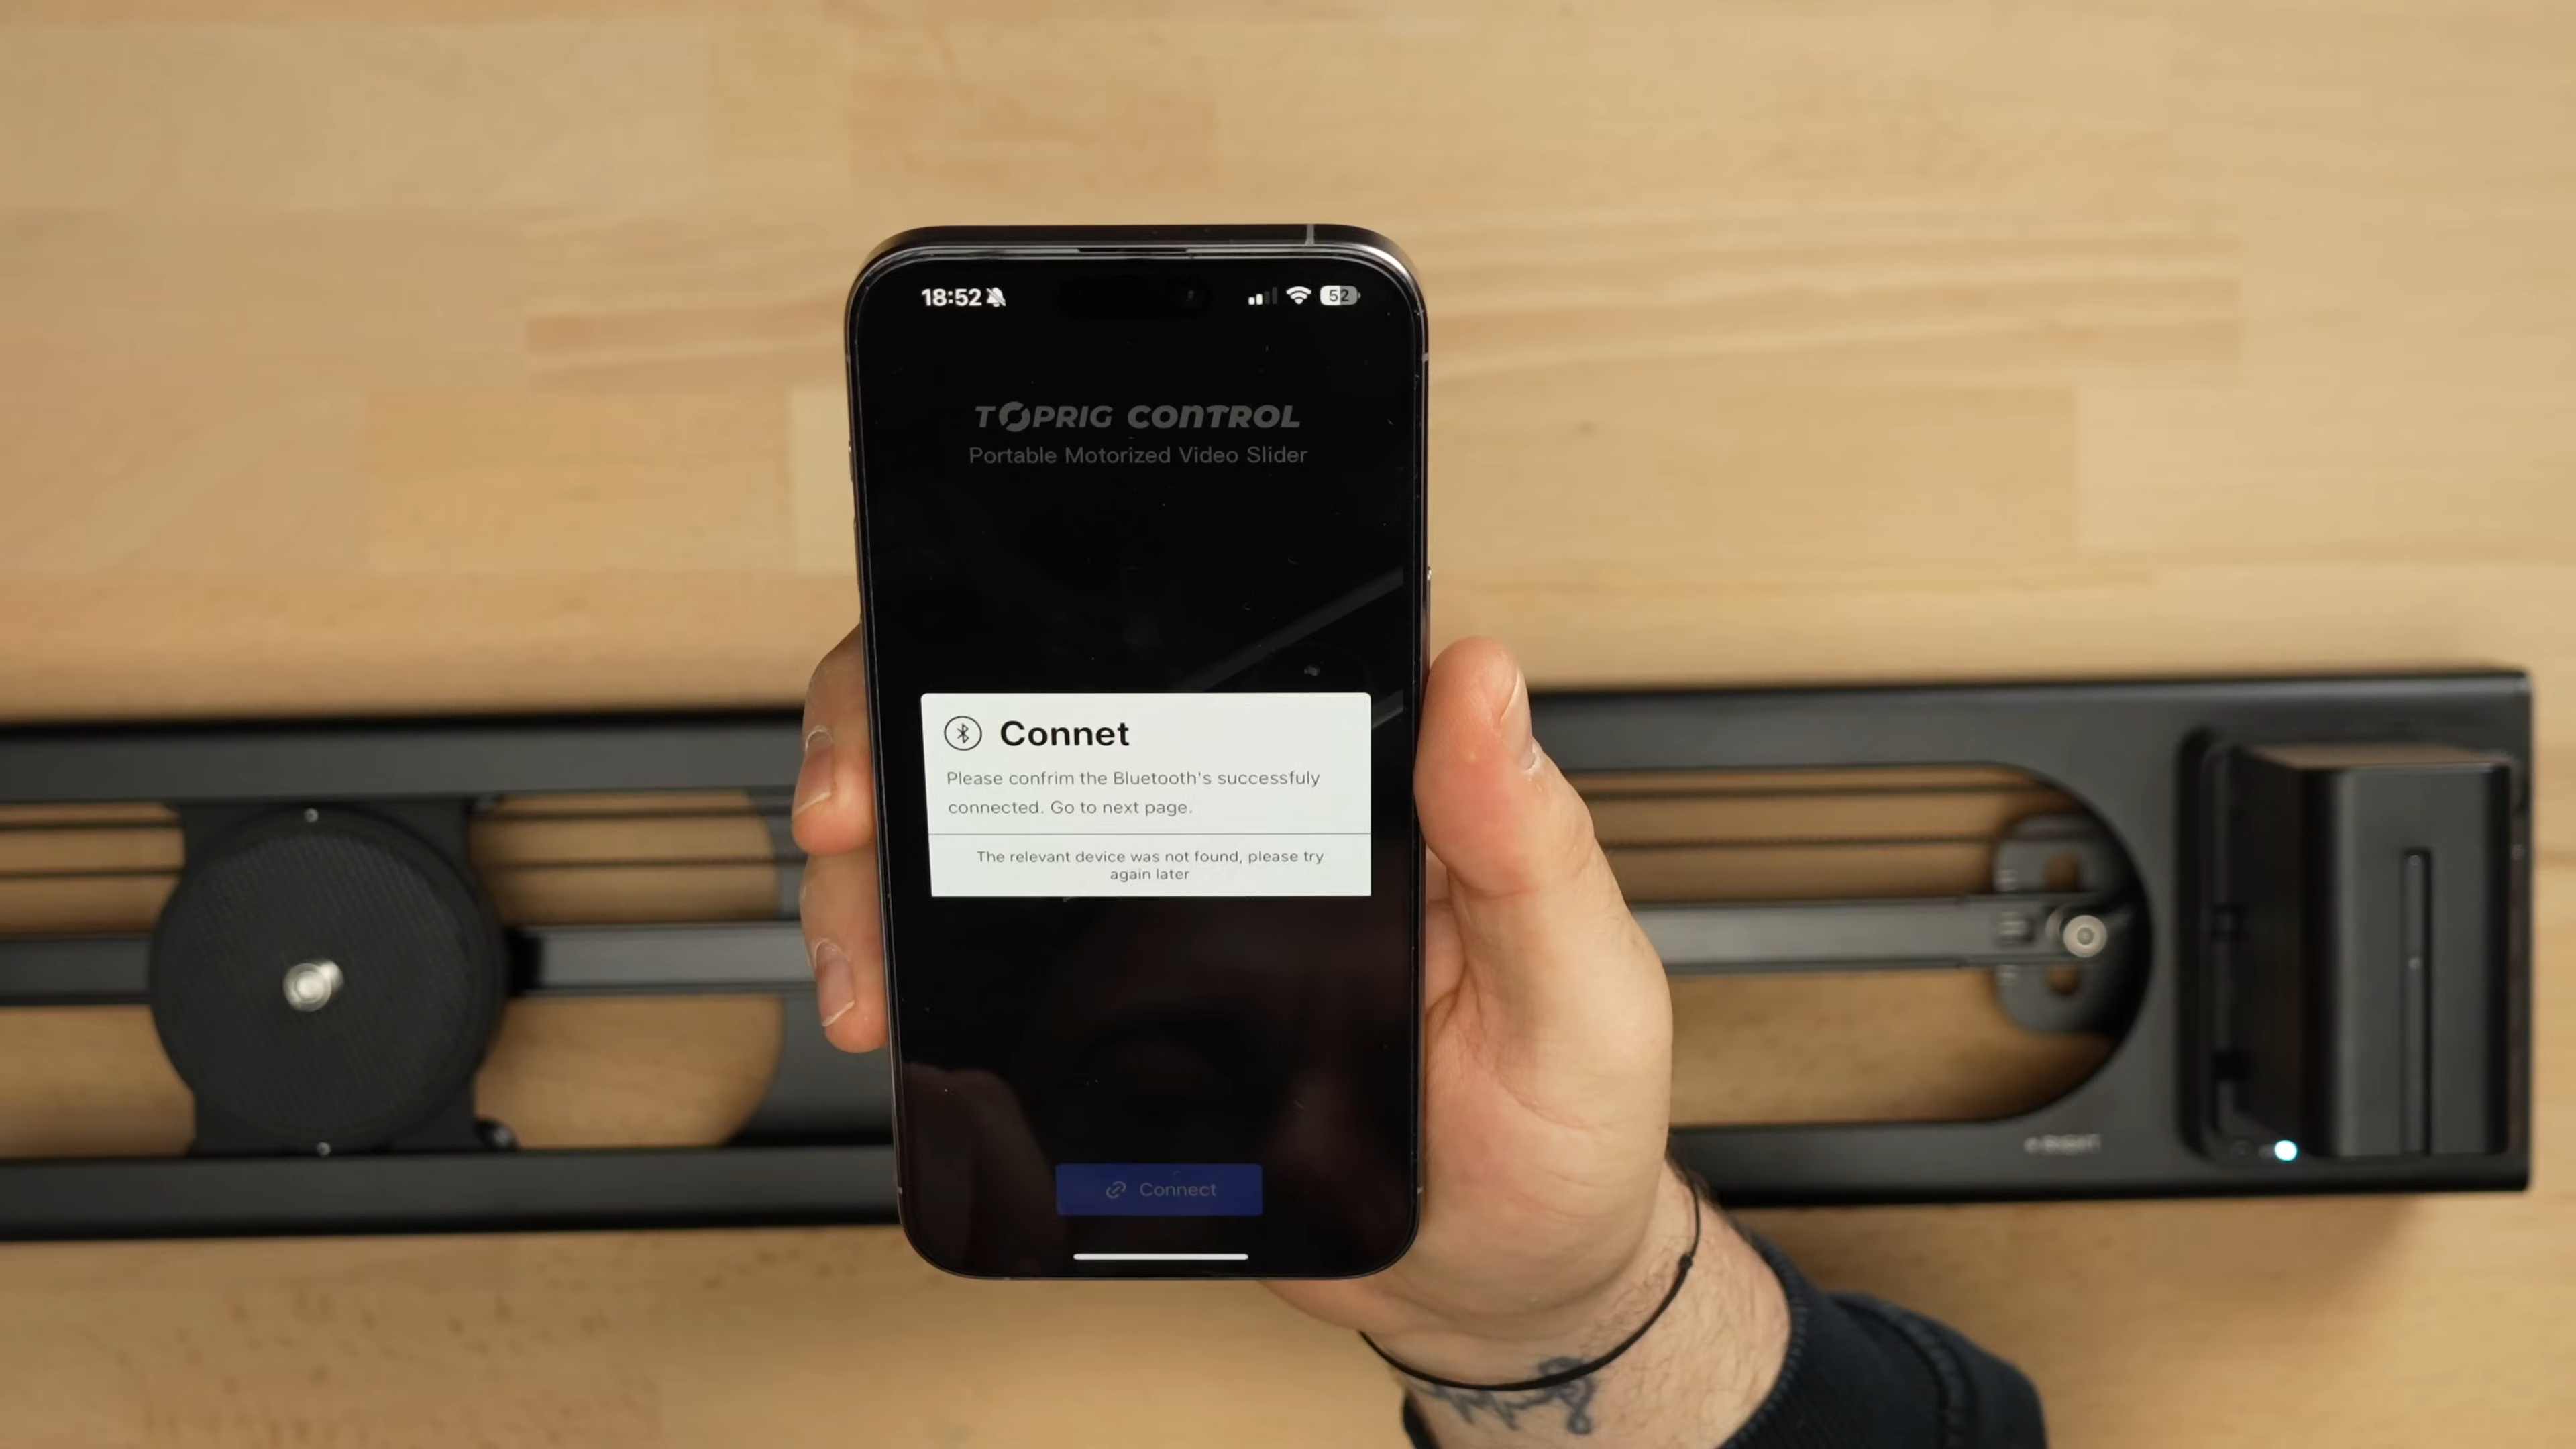 18:52
52
TOPRIG CONTROL
Portable Motorized Video Slider
Connet
Please confrim the Bluetooth's successfuly
connected. Go to next page.
The relevant device was not found, please try
again later
Connect